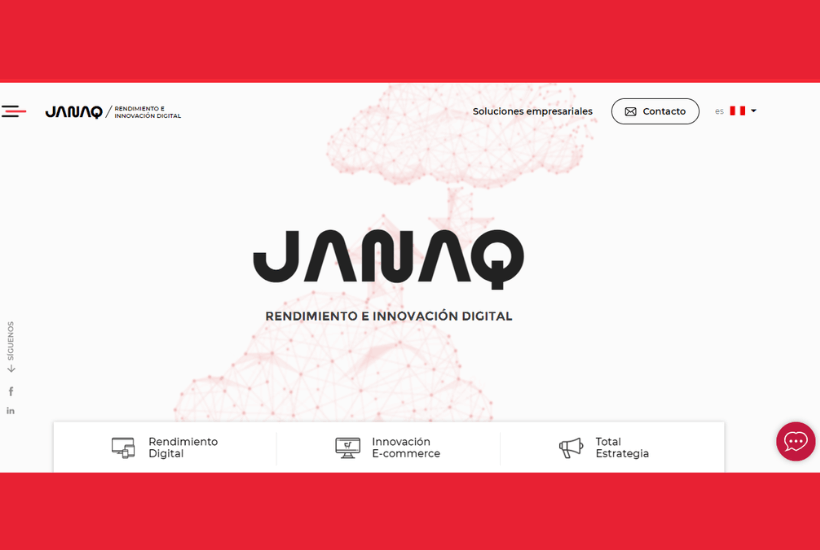 JANAQ
RENDIMIENTO E
INNOVACIÓN DIGITAL
Soluciones empresariales
Contacto
es
JANAQ
RENDIMIENTO E INNOVACIÓN DIGITAL
SÍGUENOS
f
in
Rendimiento
Digital
Innovación
E-commerce
Total
Estrategia